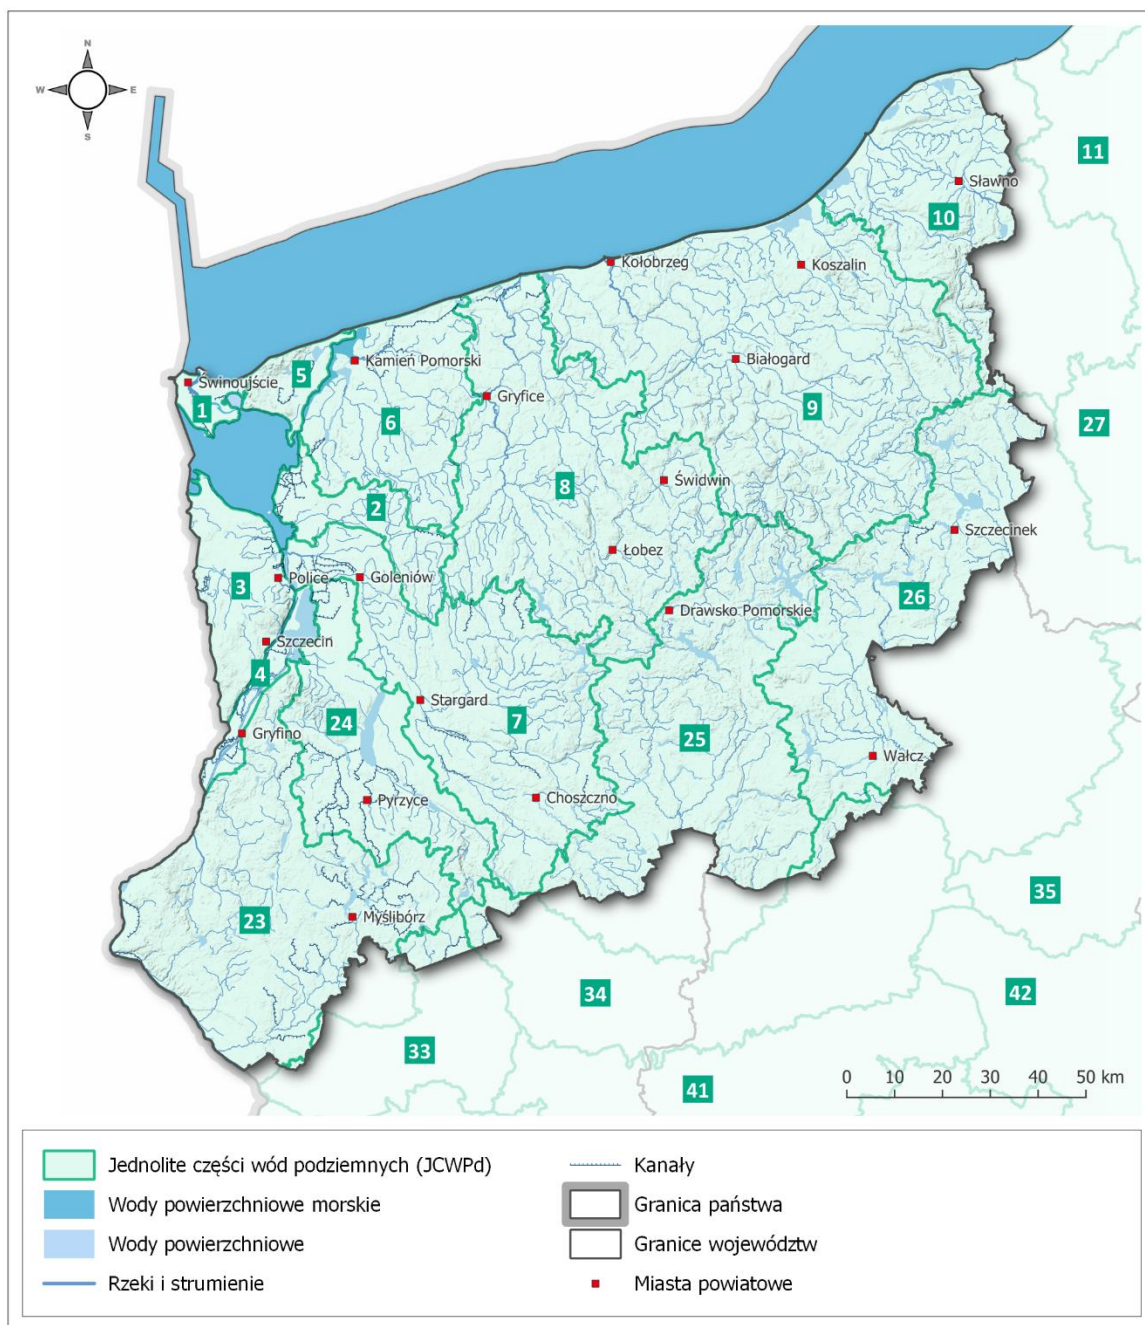 N
W E
S
11
Sławno
10
Kołobrzeg
Koszalin
Białogard
Kamień Pomorski
5
Świnoujście
1
Gryfice
6
9
27
8
Świdwin
2
Szczecinek
Łobez
3
Police
Goleniów
26
Drawsko Pomorskie
Szczecin
4
Stargard
24
7
25
Gryfino
Wałcz
Pyrzyce
Choszczno
35
23
Myślibórz
34
42
33
41
0 10 20 30 40 50 km
Jednolite części wód podziemnych (JCWPd)
Wody powierzchniowe morskie
Wody powierzchniowe
Rzeki i strumienie
Kanały
Granica państwa
Granice województw
Miasta powiatowe